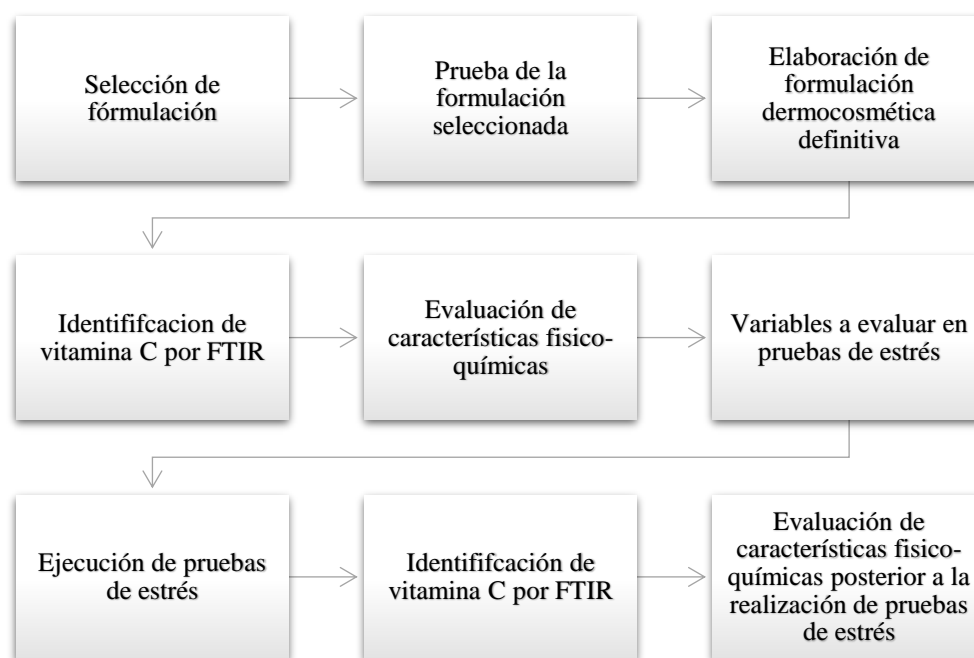 Selección de
fórmulación
Prueba de la
formulación
seleccionada
Elaboración de
formulación
dermocosmética
definitiva
Identififcacion de
vitamina C por FTIR
Evaluación de
características fisico-
químicas
Variables a evaluar en
pruebas de estrés
Ejecución de pruebas
de estrés
Identififcación de
vitamina C por FTIR
Evaluación de
características fisico-
químicas posterior a la
realización de pruebas
de estrés